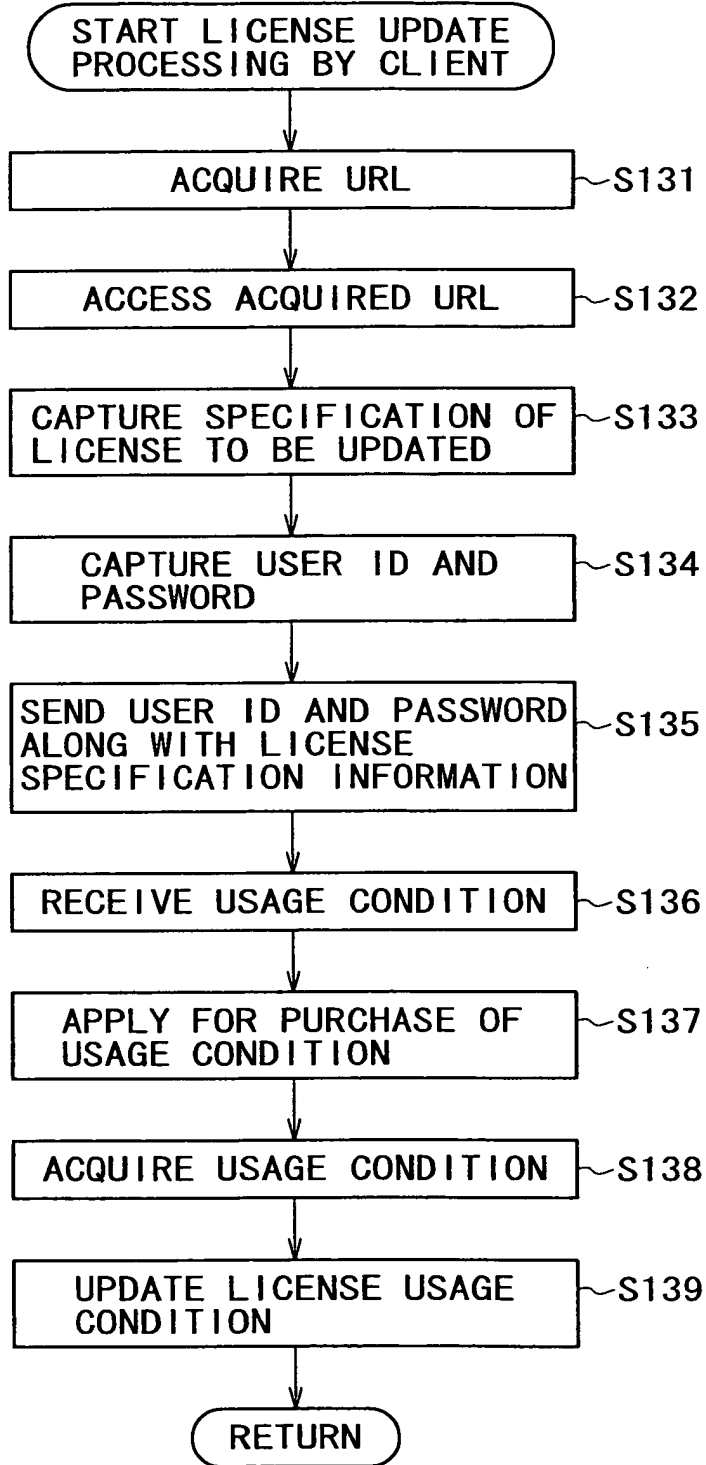 START LICENSE UPDATE
PROCESSING BY CLIENT
ACQUIRE URL
S131
ACCESS ACQUIRED URL
S132
CAPTURE SPECIFICATION OF
LICENSE TO BE UPDATED
S133
CAPTURE USER ID AND
PASSWORD
S134
SEND USER ID AND PASSWORD
ALONG WITH LICENSE
SPECIFICATION INFORMATION
S135
RECEIVE USAGE CONDITION
S136
APPLY FOR PURCHASE OF
USAGE CONDITION
S137
ACQUIRE USAGE CONDITION
S138
UPDATE LICENSE USAGE
CONDITION
S139
RETURN